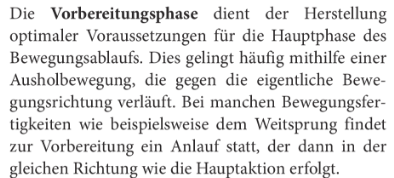 Die Vorbereitungsphase dient der Herstellung
optimaler Voraussetzungen für die Hauptphase des
Bewegungsablaufs. Dies gelingt häufig mithilfe einer
Ausholbewegung, die gegen die eigentliche Bewe-
gungsrichtung verläuft. Bei manchen Bewegungsfer-
tigkeiten wie beispielsweise dem Weitsprung findet
zur Vorbereitung ein Anlauf statt, der dann in der
gleichen Richtung wie die Hauptaktion erfolgt.